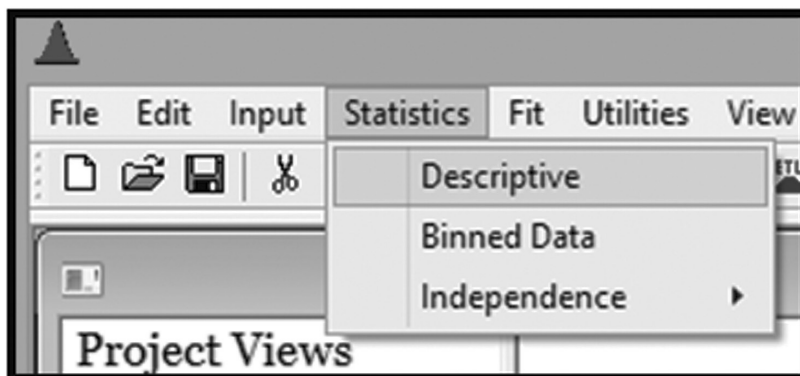 File Edit Input Statistics Fit Utilities View
Descriptive
Binned Data
Independence
Project Views